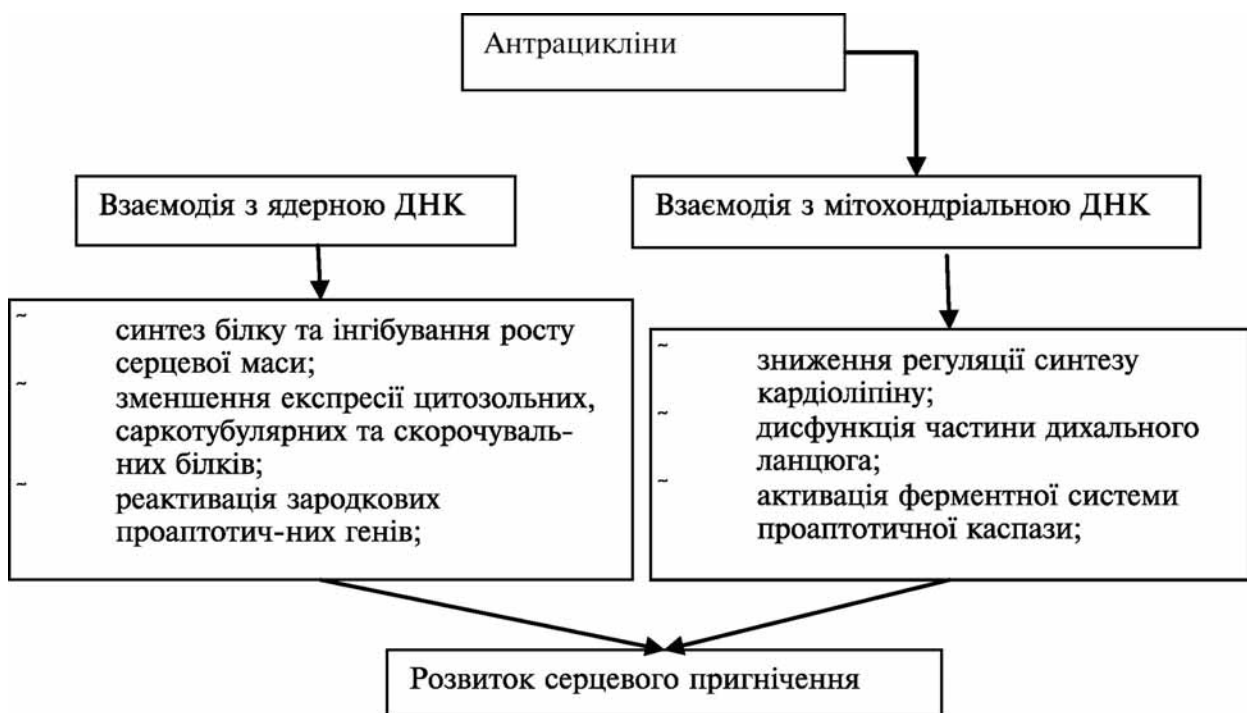 Антрацикліни
Взаємодія з ядерною ДНК
Взаємодія з мітохондріальною ДНК
~ синтез білку та інгібування росту
серцевої маси;
~ зменшення експресії цитозольних,
саркотубулярних та скорочуваль-
них білків;
~ реактивація зародкових
проаптотич-них генів;
~ зниження регуляції синтезу
кардіоліпіну;
~ дисфункція частини дихального
ланцюга;
~ активація ферментної системи
проаптотичної каспази;
Розвиток серцевого пригнічення